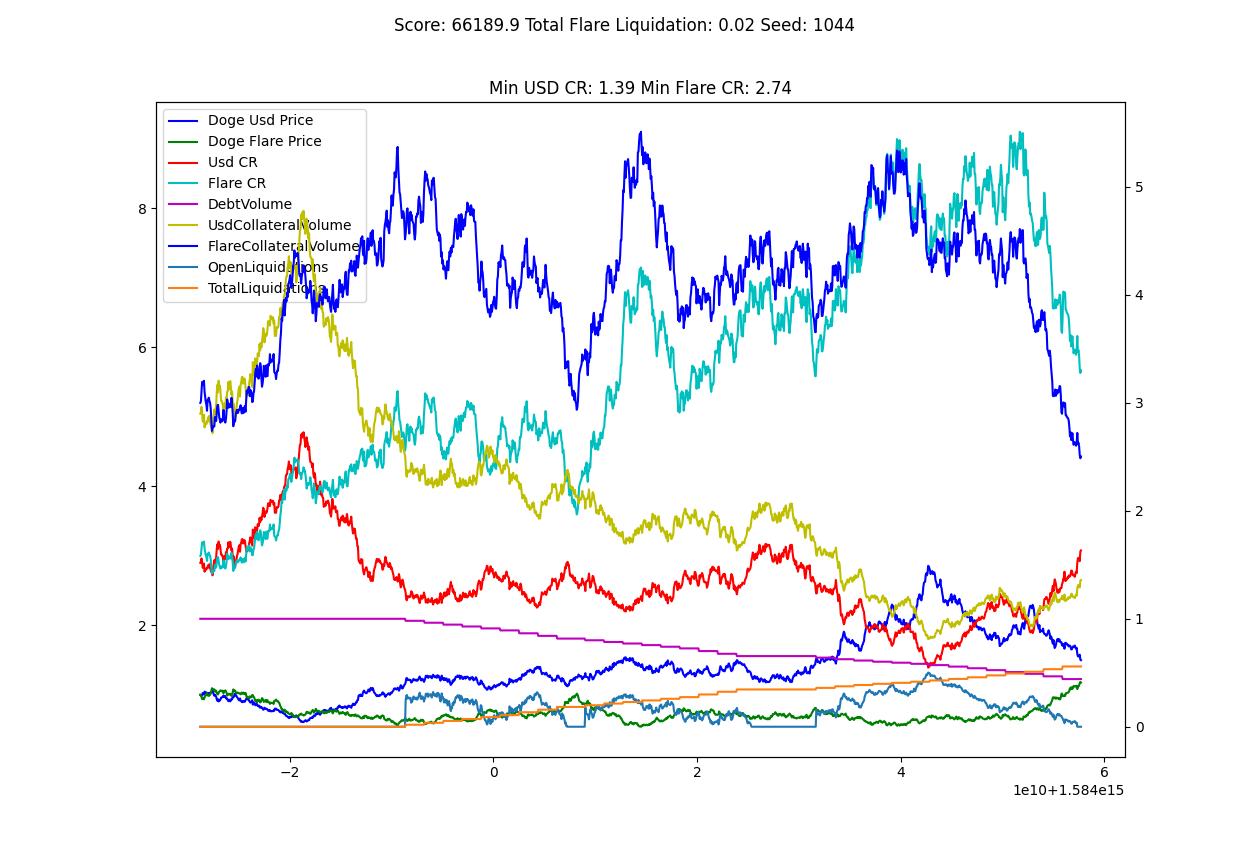 Score: 66189.9 Total Flare Liquidation: 0.02 Seed: 1044
Min USD CR: 1.39 Min Flare CR: 2.74
Doge Usd Price
Doge Flare Price
Usd CR
Flare CR
DebtVolume
UsdCollateralVolume
FlareCollateralVolume
OpenLiquidations
TotalLiquidations
8
6
4
2
5
4
3
2
1
0
−2
0
2
4
6
1e10+1.584e15